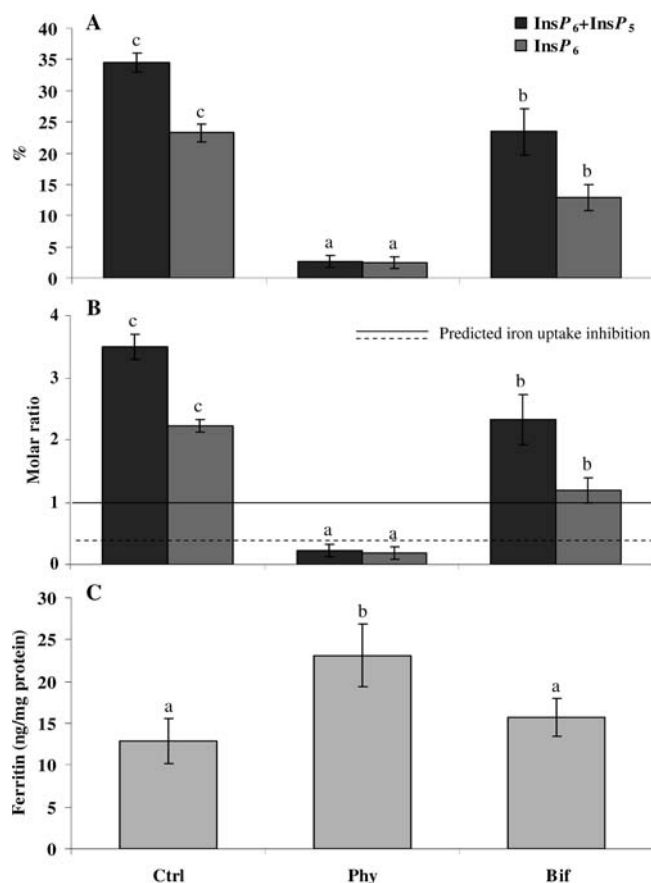 A
InsP6+InsP5
InsP6
%
40
35
30
25
20
15
10
5
0
c
c
a
a
b
b
B
Predicted iron uptake inhibition
Molar ratio
4
3
2
1
0
c
c
a
a
b
b
C
Ferritin (ng/mg protein)
30
25
20
15
10
5
0
a
b
a
Ctrl Phy Bif